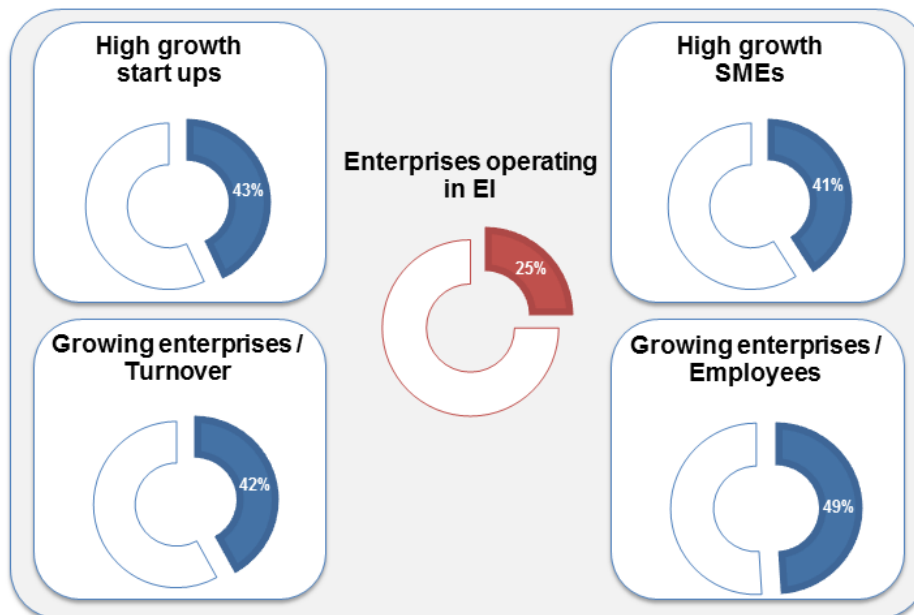 High growth
start ups
43%
High growth
SMEs
41%
Enterprises operating
in EI
25%
Growing enterprises /
Turnover
42%
Growing enterprises /
Employees
49%